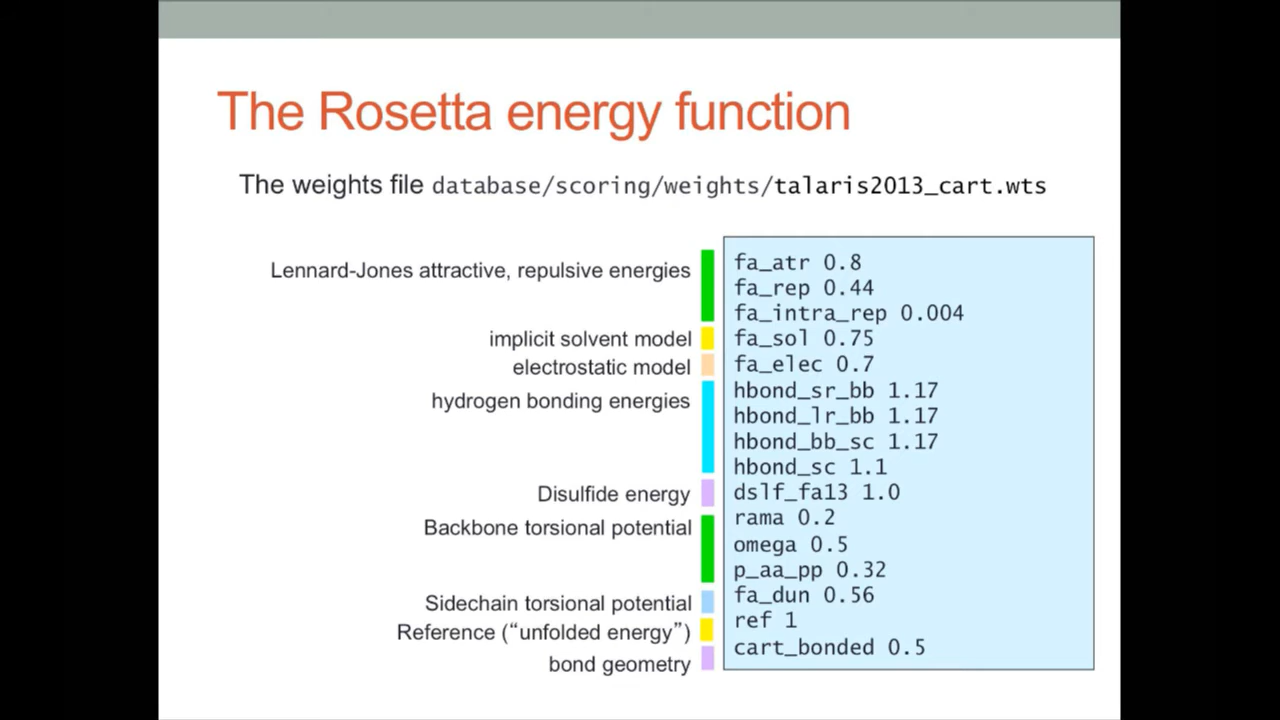 The Rosetta energy function
The weights file database/scoring/weights/talaris2013_cart.wts
Lennard-Jones attractive, repulsive energies
implicit solvent model
electrostatic model
hydrogen bonding energies
Disulfide energy
Backbone torsional potential
Sidechain torsional potential
Reference (“unfolded energy”)
bond geometry
fa_atr 0.8
fa_rep 0.44
fa_intra_rep 0.004
fa_sol 0.75
fa_elec 0.7
hbond_sr_bb 1.17
hbond_lr_bb 1.17
hbond_bb_sc 1.17
hbond_sc 1.1
dslf_fa13 1.0
rama 0.2
omega 0.5
p_aa_pp 0.32
fa_dun 0.56
ref 1
cart_bonded 0.5